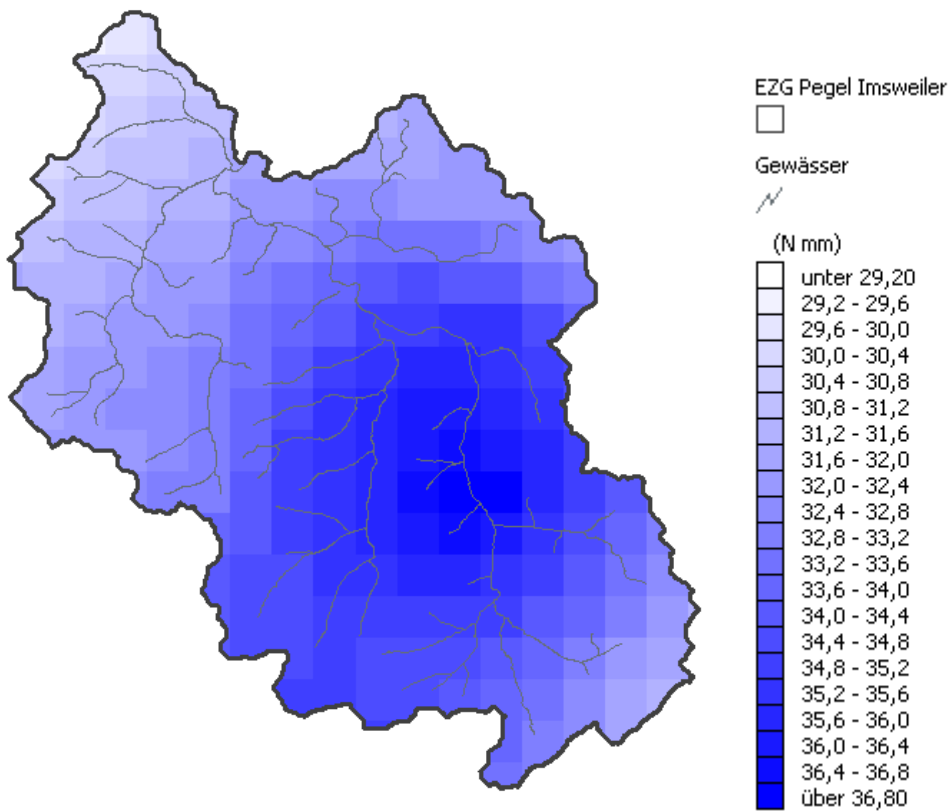 EZG Pegel Imsweiler
Gewässer
(N mm)
unter 29,20
29,2 - 29,6
29,6 - 30,0
30,0 - 30,4
30,4 - 30,8
30,8 - 31,2
31,2 - 31,6
31,6 - 32,0
32,0 - 32,4
32,4 - 32,8
32,8 - 33,2
33,2 - 33,6
33,6 - 34,0
34,0 - 34,4
34,4 - 34,8
34,8 - 35,2
35,2 - 35,6
35,6 - 36,0
36,0 - 36,4
36,4 - 36,8
über 36,80